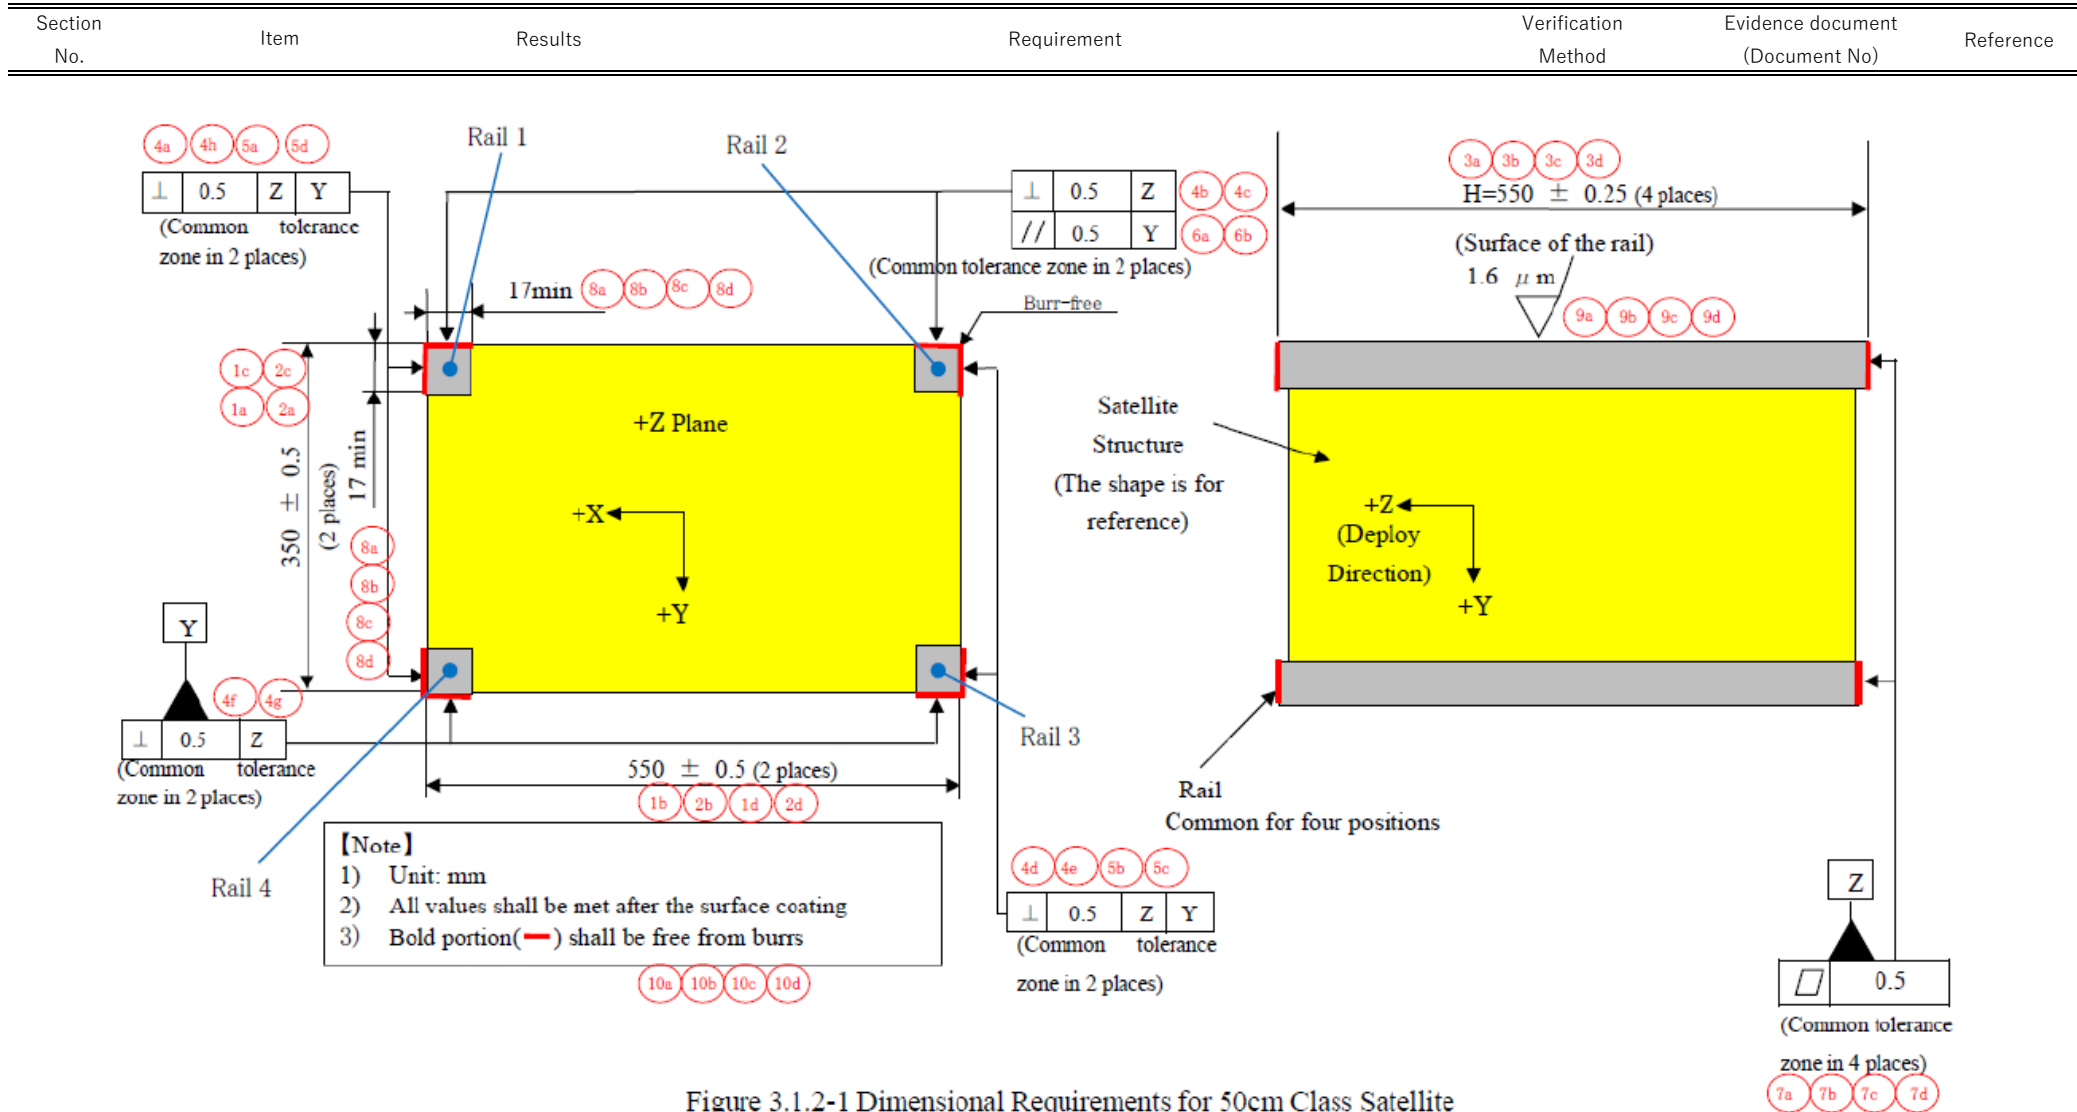 Section No.
Item
Results
Requirement
Verification Method
Evidence document (Document No)
Reference
4a 4h 5a 5d
⊥ 0.5 Z Y
(Common tolerance
zone in 2 places)
Rail 1
Rail 2
⊥ 0.5 Z 4b 4c
// 0.5 Y 6a 6b
(Common tolerance zone in 2 places)
17min 8a 8b 8c 8d
Burr-free
3a 3b 3c 3d
H=550 ± 0.25 (4 places)
(Surface of the rail)
1.6 μ m
9a 9b 9c 9d
1c 2c
1a 2a
350 ± 0.5
(2 places)
17 min
8a
8b
8c
8d
+Z Plane
+X
+Y
Satellite
Structure
(The shape is for
reference)
+Z
(Deploy
Direction)
+Y
Y
4f 4g
⊥ 0.5 Z
(Common tolerance
zone in 2 places)
Rail 3
550 ± 0.5 (2 places)
1b 2b 1d 2d
Rail
Common for four positions
Rail 4
【Note】
1) Unit: mm
2) All values shall be met after the surface coating
3) Bold portion( ) shall be free from burrs
10a 10b 10c 10d
4d 4e 5b 5c
⊥ 0.5 Z Y
(Common tolerance
zone in 2 places)
Z
⏥ 0.5
(Common tolerance
zone in 4 places)
7a 7b 7c 7d
Figure 3.1.2-1 Dimensional Requirements for 50cm Class Satellite